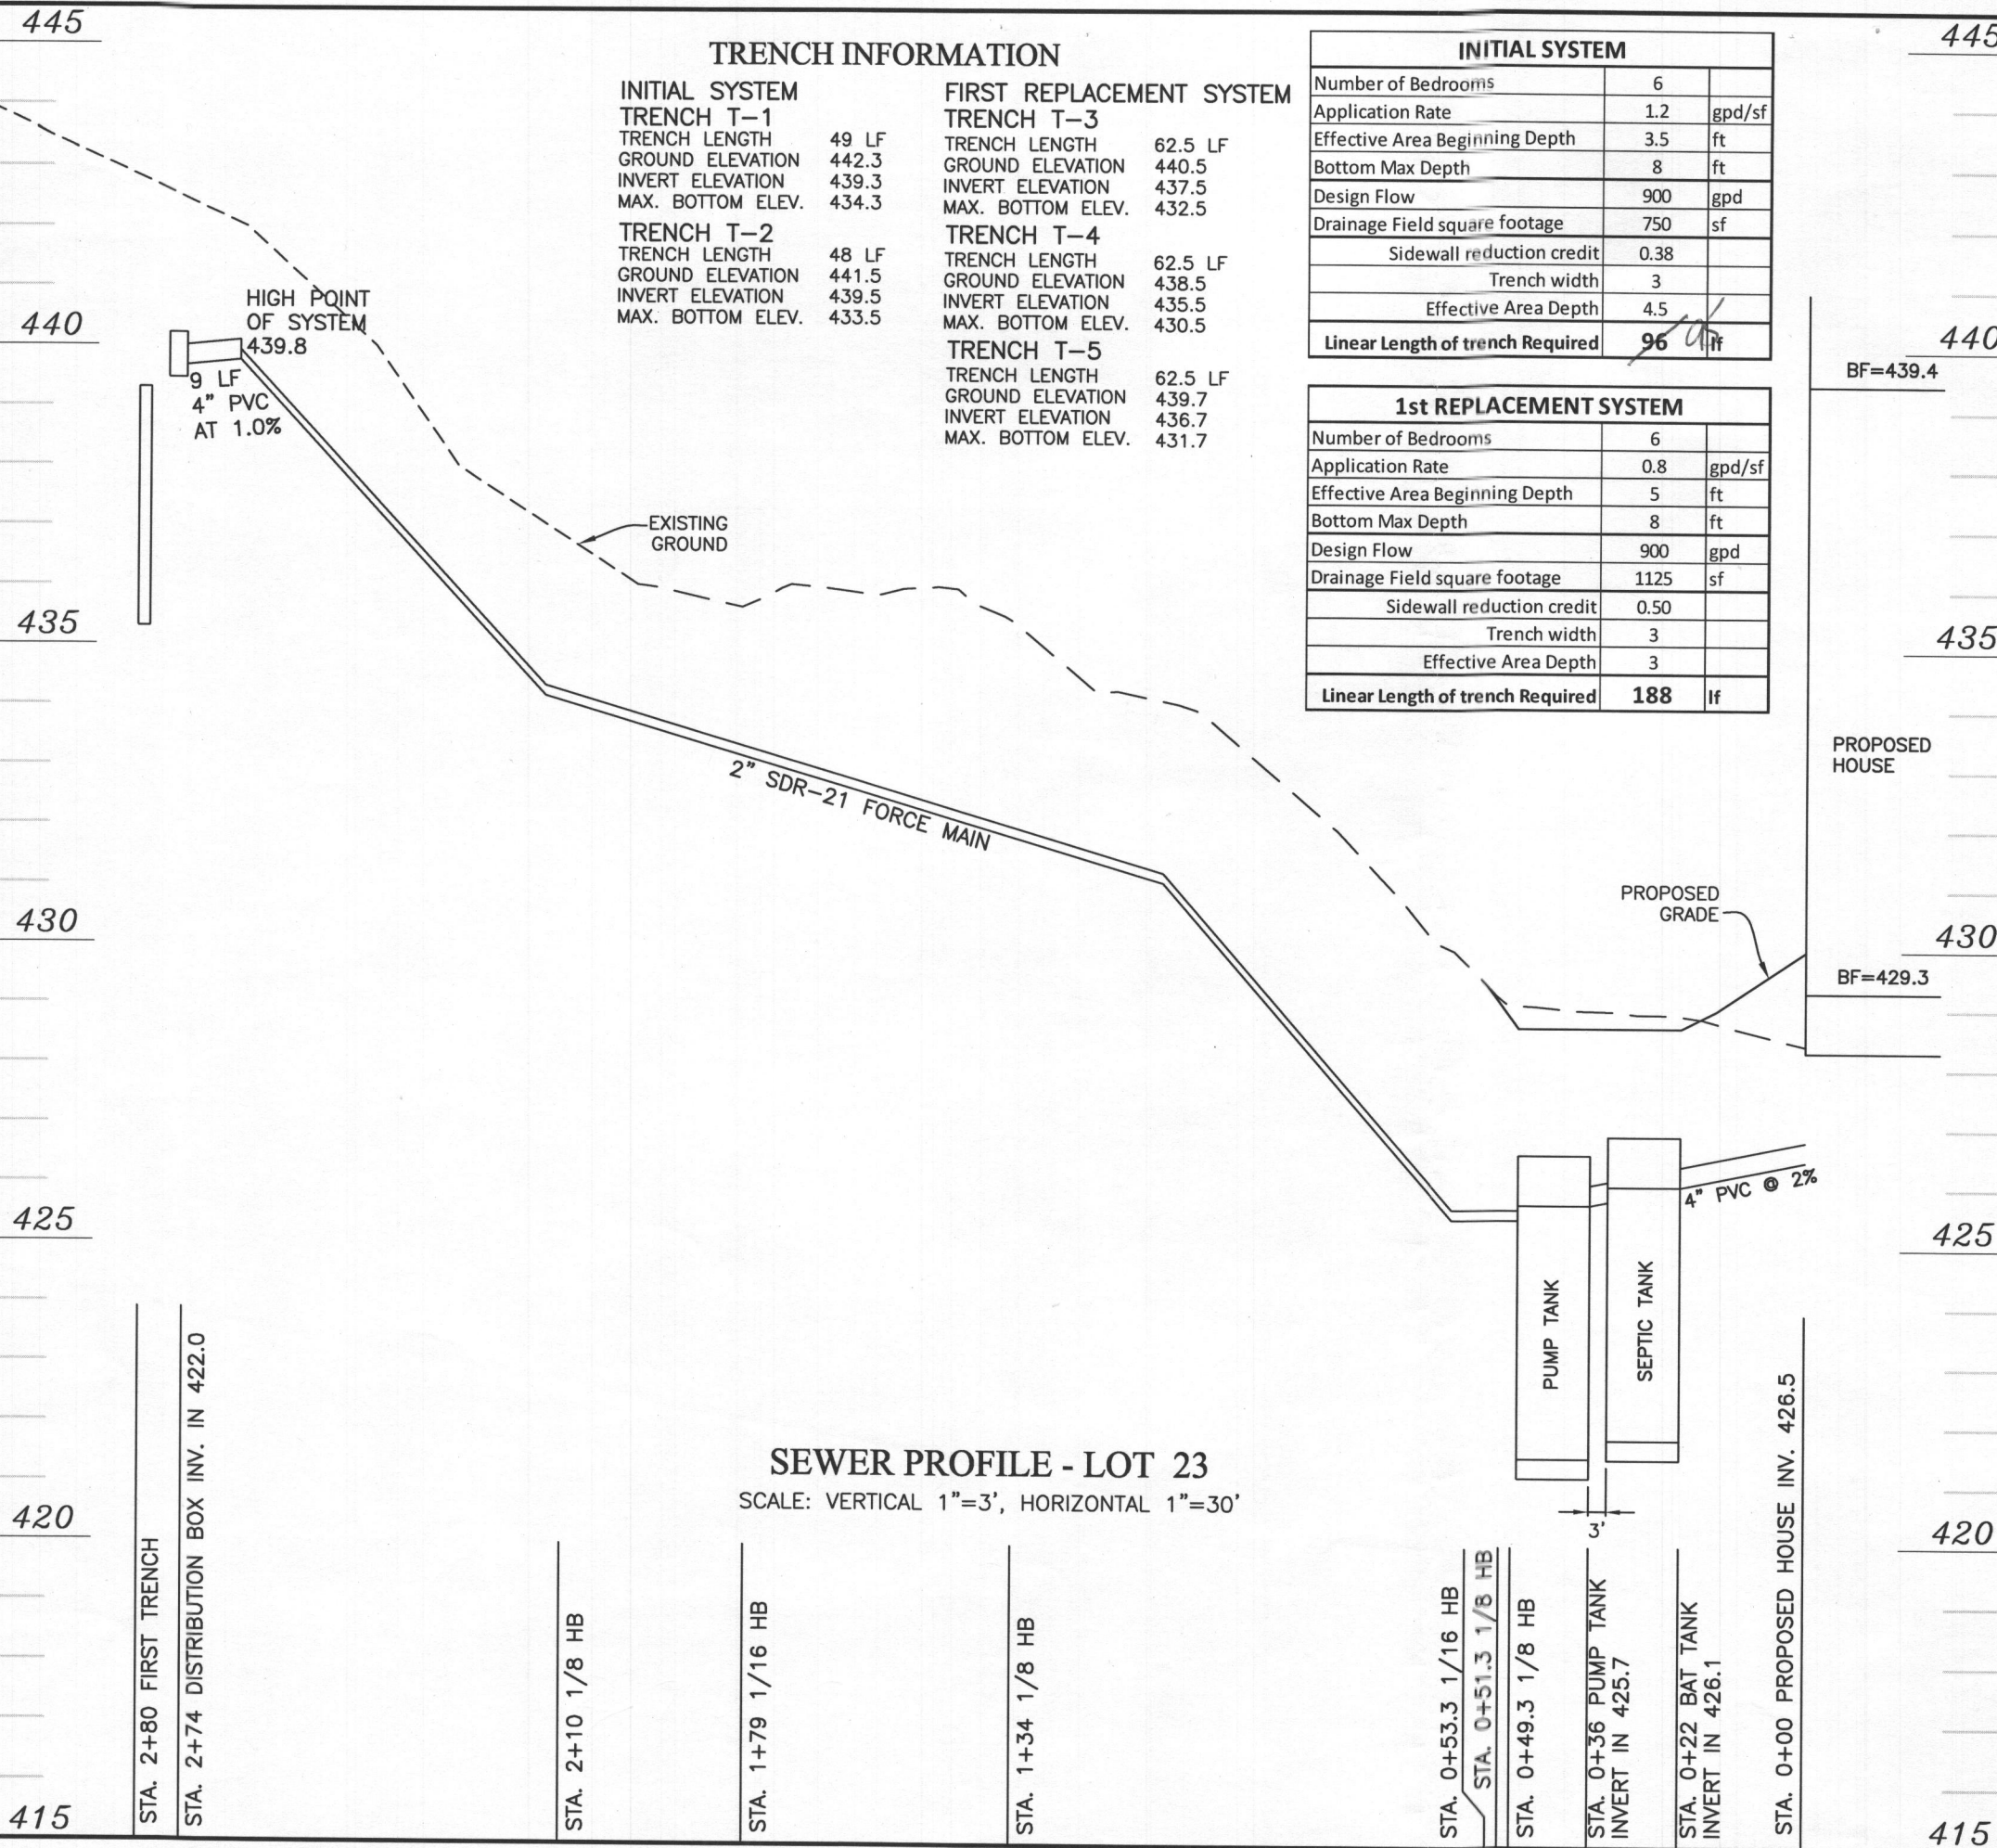 445
440
435
430
425
420
415
TRENCH INFORMATION
INITIAL SYSTEM
TRENCH T-1
TRENCH LENGTH 49 LF
GROUND ELEVATION 442.3
INVERT ELEVATION 439.3
MAX. BOTTOM ELEV. 434.3
TRENCH T-2
TRENCH LENGTH 48 LF
GROUND ELEVATION 441.5
INVERT ELEVATION 439.5
MAX. BOTTOM ELEV. 433.5
FIRST REPLACEMENT SYSTEM
TRENCH T-3
TRENCH LENGTH 62.5 LF
GROUND ELEVATION 440.5
INVERT ELEVATION 437.5
MAX. BOTTOM ELEV. 432.5
TRENCH T-4
TRENCH LENGTH 62.5 LF
GROUND ELEVATION 438.5
INVERT ELEVATION 435.5
MAX. BOTTOM ELEV. 430.5
TRENCH T-5
TRENCH LENGTH 62.5 LF
GROUND ELEVATION 439.7
INVERT ELEVATION 436.7
MAX. BOTTOM ELEV. 431.7
INITIAL SYSTEM
Number of Bedrooms 6
Application Rate 1.2 gpd/sf
Effective Area Beginning Depth 3.5 ft
Bottom Max Depth 8 ft
Design Flow 900 gpd
Drainage Field square footage 750 sf
Sidewall reduction credit 0.38
Trench width 3
Effective Area Depth 4.5
Linear Length of trench Required 96 lf
1st REPLACEMENT SYSTEM
Number of Bedrooms 6
Application Rate 0.8 gpd/sf
Effective Area Beginning Depth 5 ft
Bottom Max Depth 8 ft
Design Flow 900 gpd
Drainage Field square footage 1125 sf
Sidewall reduction credit 0.50
Trench width 3
Effective Area Depth 3
Linear Length of trench Required 188 lf
HIGH POINT
OF SYSTEM
439.8
9 LF
4" PVC
AT 1.0%
EXISTING
GROUND
2" SDR-21 FORCE MAIN
BF=439.4
PROPOSED
HOUSE
PROPOSED
GRADE
BF=429.3
4" PVC @ 2%
PUMP TANK
SEPTIC TANK
3'
SEWER PROFILE - LOT 23
SCALE: VERTICAL 1"=3', HORIZONTAL 1"=30'
STA. 2+80 FIRST TRENCH
STA. 2+74 DISTRIBUTION BOX INV. IN 422.0
STA. 2+10 1/8 HB
STA. 1+79 1/16 HB
STA. 1+34 1/8 HB
STA. 0+53.3 1/16 HB
STA. 0+51.3 1/8 HB
STA. 0+49.3 1/8 HB
STA. 0+36 PUMP TANK
INVERT IN 425.7
STA. 0+22 BAT TANK
INVERT IN 426.1
STA. 0+00 PROPOSED HOUSE INV. 426.5
445
440
435
430
425
420
415